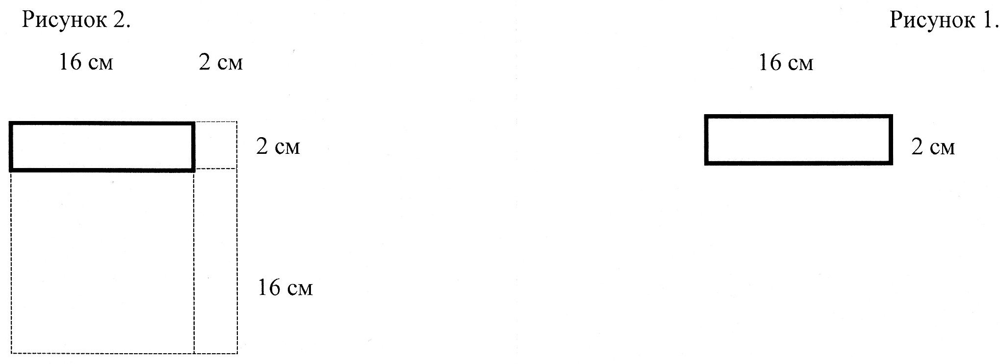 Рисунок 2.
16 см 2 см
2 см
16 см
Рисунок 1.
16 см
2 см